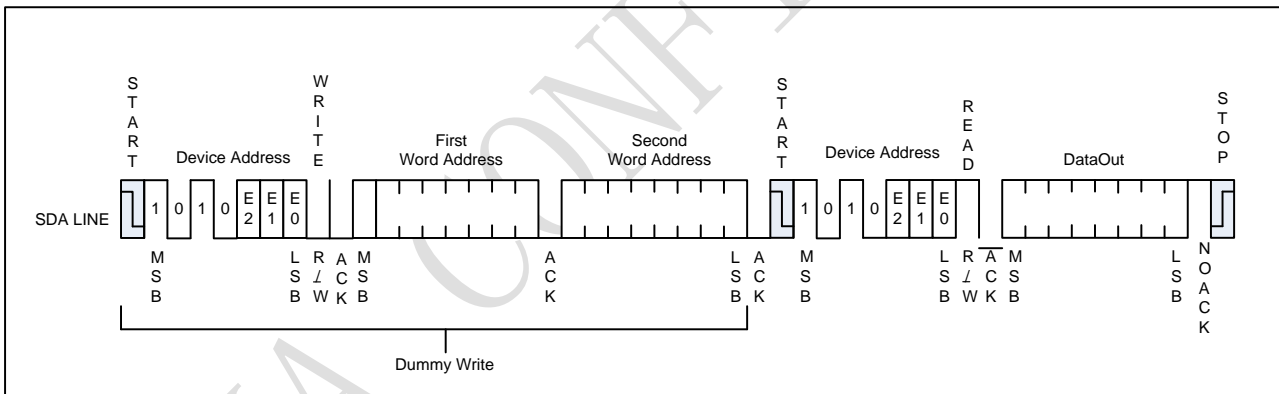 CONF
START
WRITE
START
READ
STOP
Device Address
First
Word Address
Second
Word Address
Device Address
DataOut
SDA LINE
1 0 1 0 E2 E1 E0
1 0 1 0 E2 E1 E0
MSB
LSB
R/W
ACK
MSB
ACK
LSB
ACK
MSB
LSB
R/W
ACK
MSB
LSB
NOACK
Dummy Write